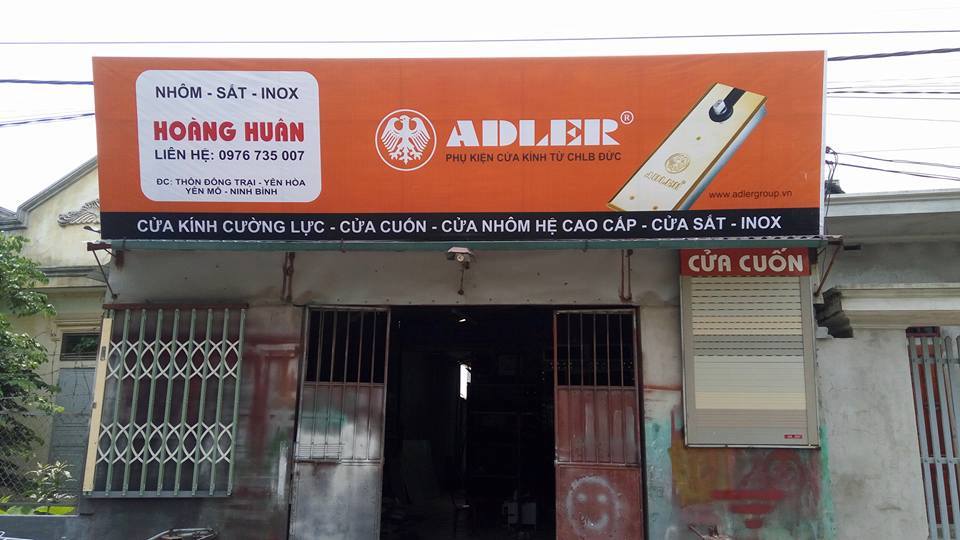 NHÔM - SẮT - INOX
HOÀNG HUÂN
LIÊN HỆ: 0976 735 007
ĐC: THÔN ĐÔNG TRẠI - YÊN HÒA
YÊN MÔ - NINH BÌNH
ADLER®
PHỤ KIỆN CỬA KÍNH TỪ CHLB ĐỨC
ADLER
www.adlergroup.vn
CỬA KÍNH CƯỜNG LỰC - CỬA CUỐN - CỬA NHÔM HỆ CAO CẤP - CỬA SẮT - INOX
CỬA CUỐN